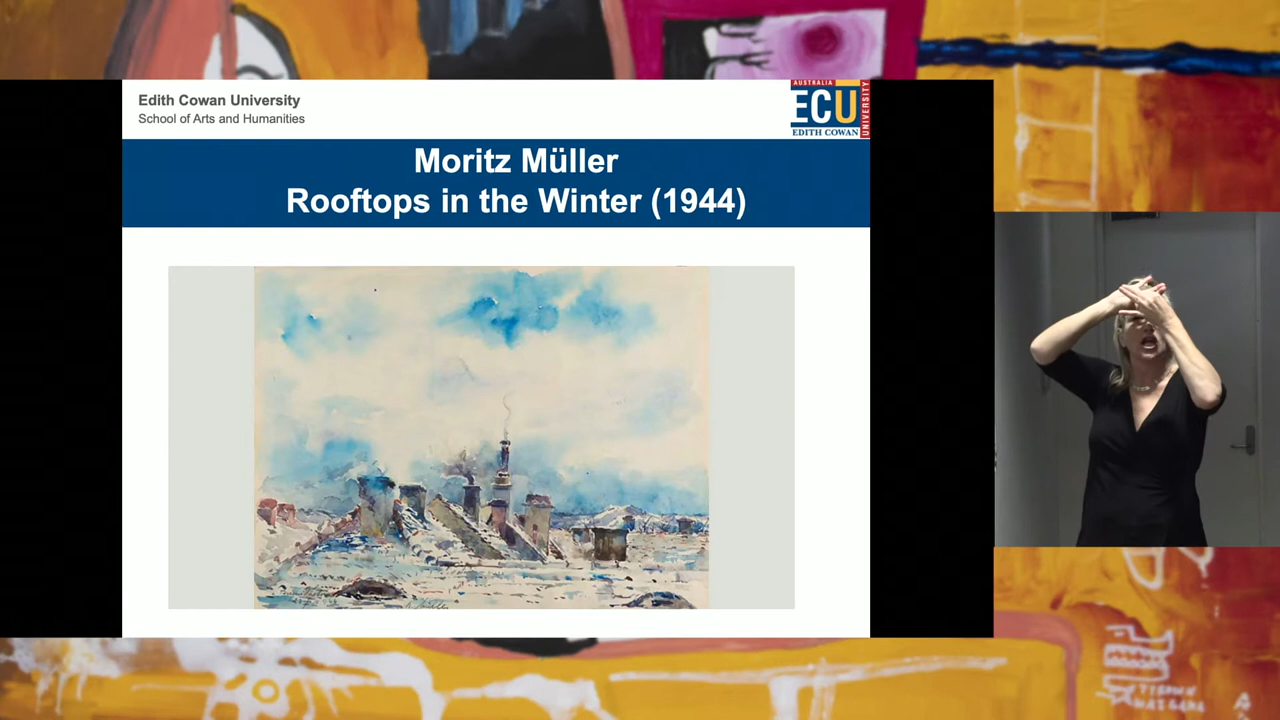 Edith Cowan University
School of Arts and Humanities
AUSTRALIA
ECU
UNIVERSITY
EDITH COWAN
Moritz Müller
Rooftops in the Winter (1944)